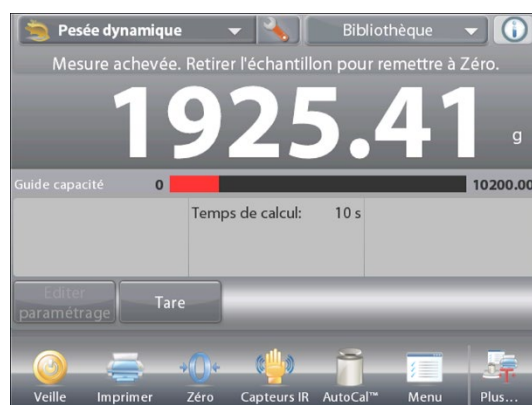 Pesée dynamique Bibliothèque
Mesure achevée. Retirer l'échantillon pour remettre à Zéro.
1925.41 g
Guide capacité 0 10200.00
Temps de calcul: 10 s
Editer
paramétrage
Tare
Veille Imprimer Zéro Capteurs IR AutoCal™ Menu Plus...